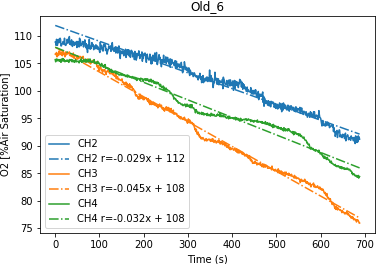 Old_6
O2 [%Air Saturation]
110
105
100
95
90
85
80
75
CH2
CH2 r=-0.029x + 112
CH3
CH3 r=-0.045x + 108
CH4
CH4 r=-0.032x + 108
0 100 200 300 400 500 600 700
Time (s)